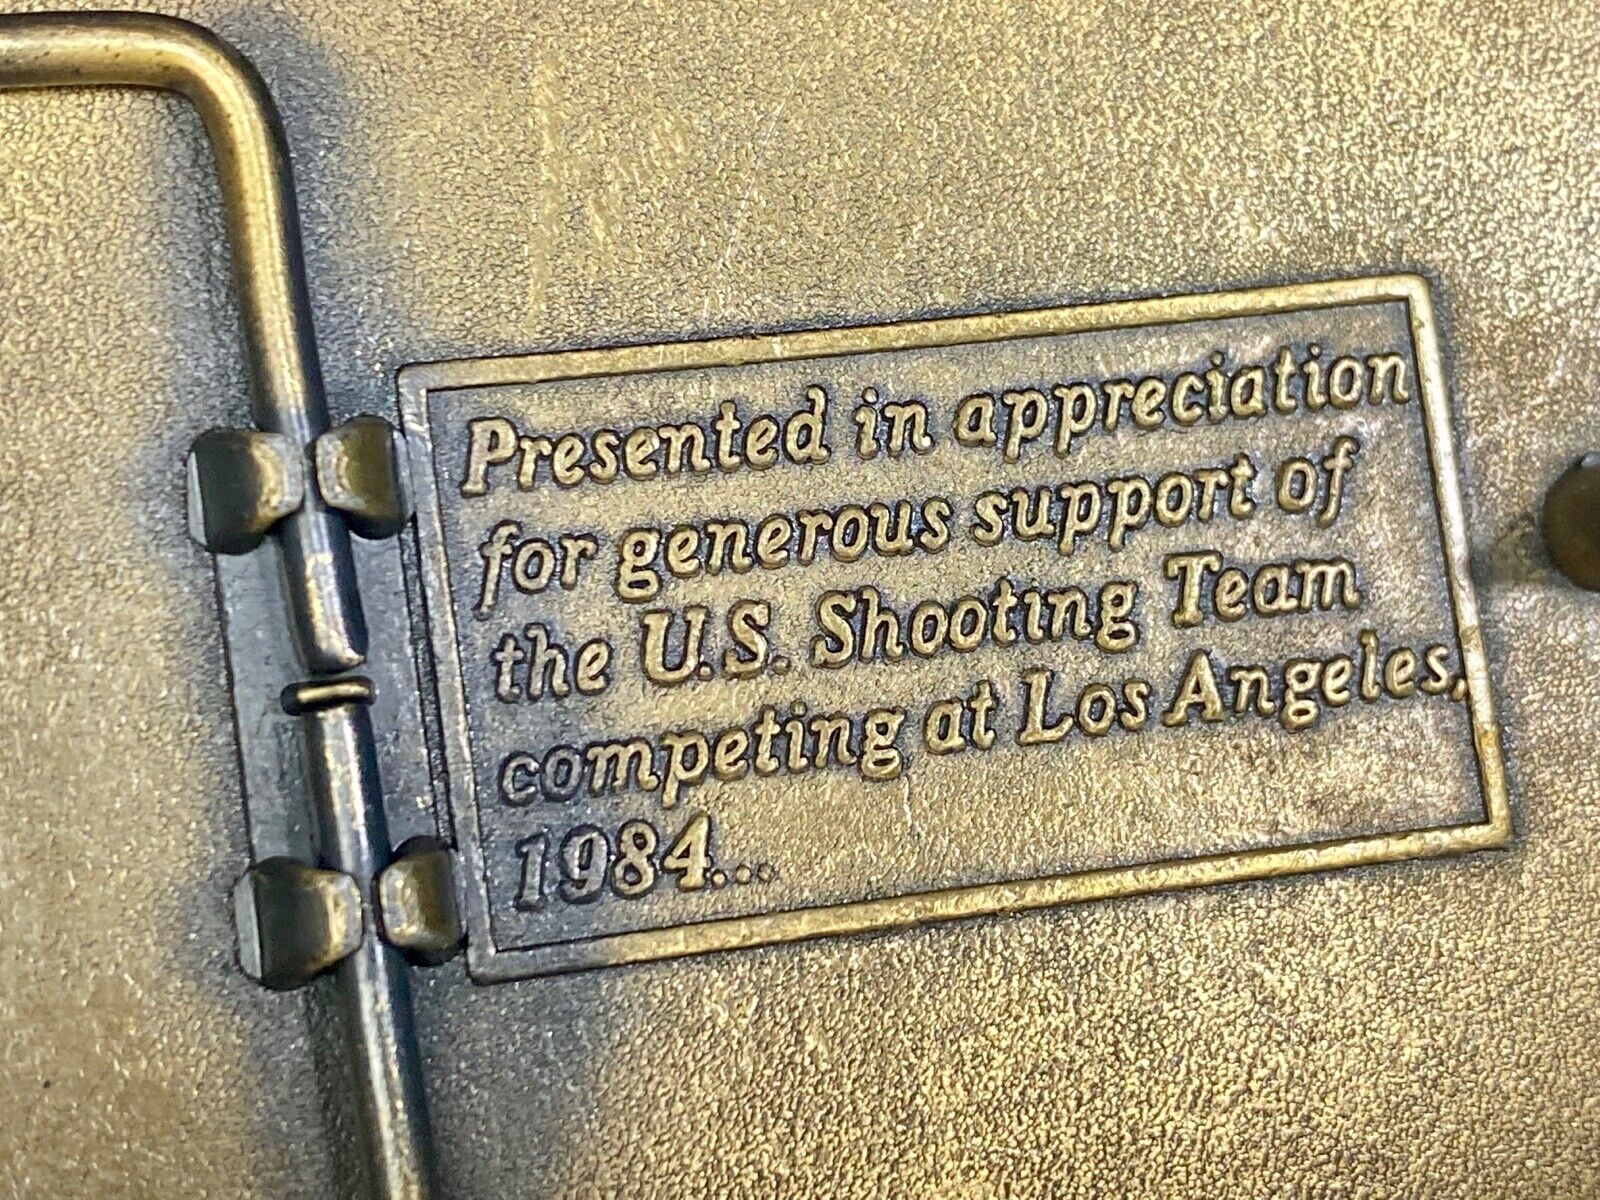 Presented in appreciation
for generous support of
the U.S. Shooting Team
competing at Los Angeles,
1984...